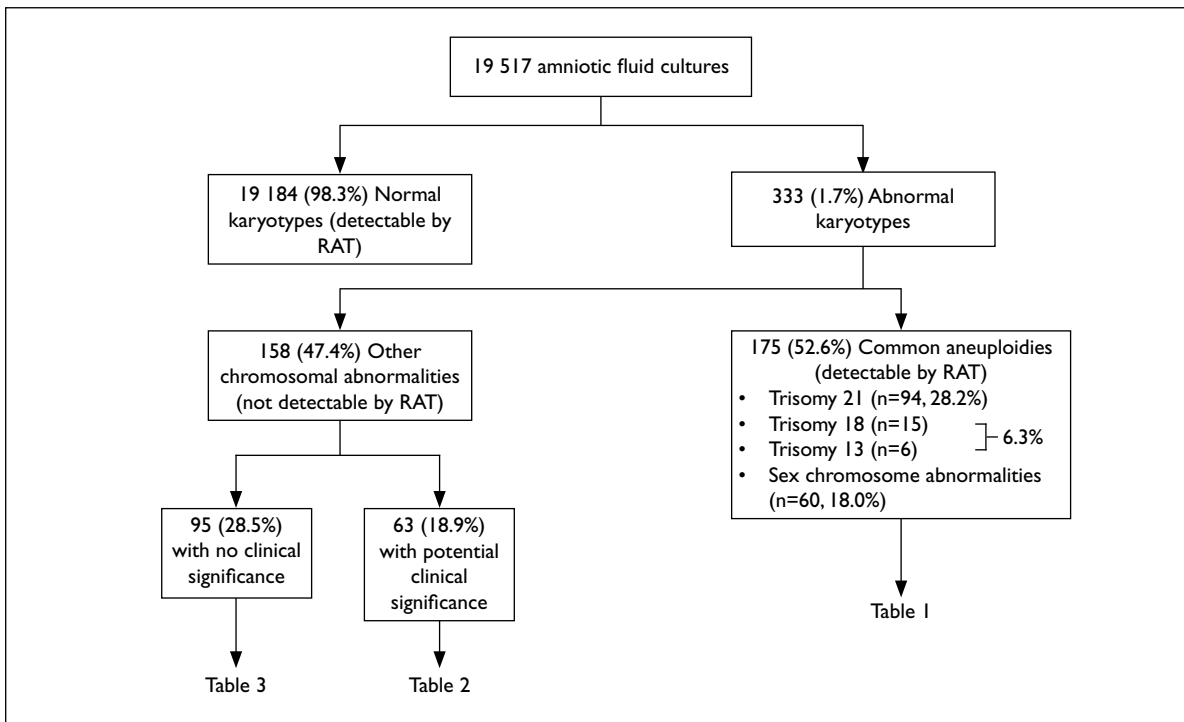 19 517 amniotic fluid cultures
19 184 (98.3%) Normal
karyotypes (detectable by
RAT)
333 (1.7%) Abnormal
karyotypes
158 (47.4%) Other
chromosomal abnormalities
(not detectable by RAT)
175 (52.6%) Common aneuploidies
(detectable by RAT)
• Trisomy 21 (n=94, 28.2%)
• Trisomy 18 (n=15)
• Trisomy 13 (n=6)
6.3%
• Sex chromosome abnormalities
(n=60, 18.0%)
95 (28.5%)
with no clinical
significance
63 (18.9%)
with potential
clinical
significance
Table 1
Table 3
Table 2